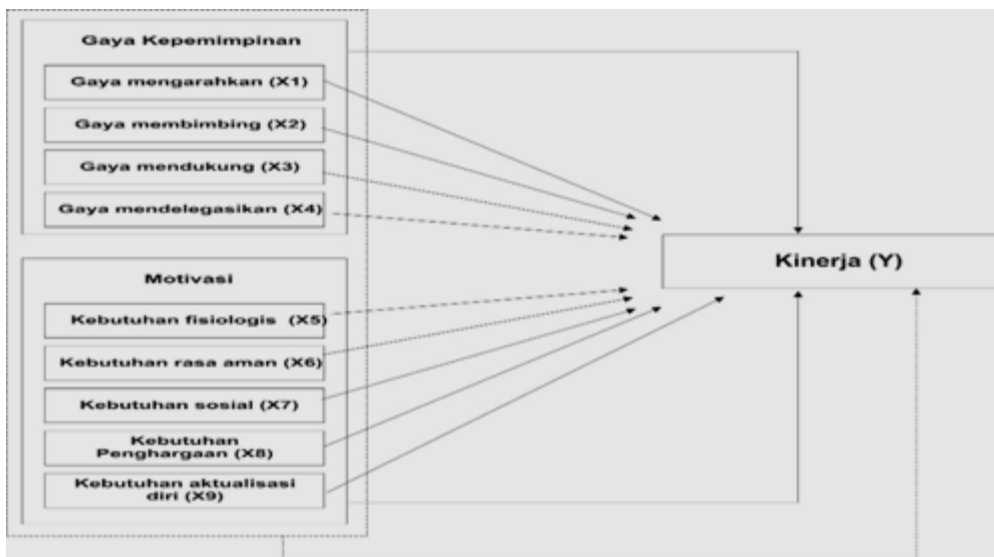 Gaya Kepemimpinan
Gaya mengarahkan (X1)
Gaya membimbing (X2)
Gaya mendukung (X3)
Gaya mendelegasikan (X4)
Kinerja (Y)
Motivasi
Kebutuhan fisiologis (X5)
Kebutuhan rasa aman (X6)
Kebutuhan sosial (X7)
Kebutuhan
Penghargaan (X8)
Kebutuhan aktualisasi
diri (X9)